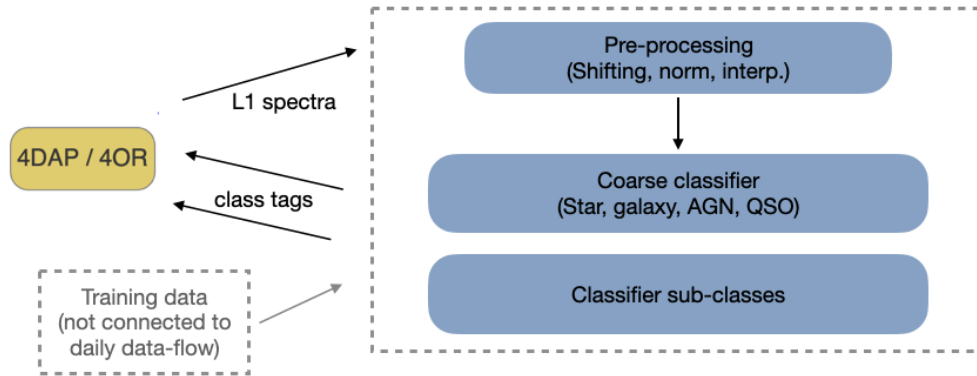 Pre-processing
(Shifting, norm, interp.)
L1 spectra
4DAP / 4OR
Coarse classifier
(Star, galaxy, AGN, QSO)
class tags
Training data
(not connected to
daily data-flow)
Classifier sub-classes